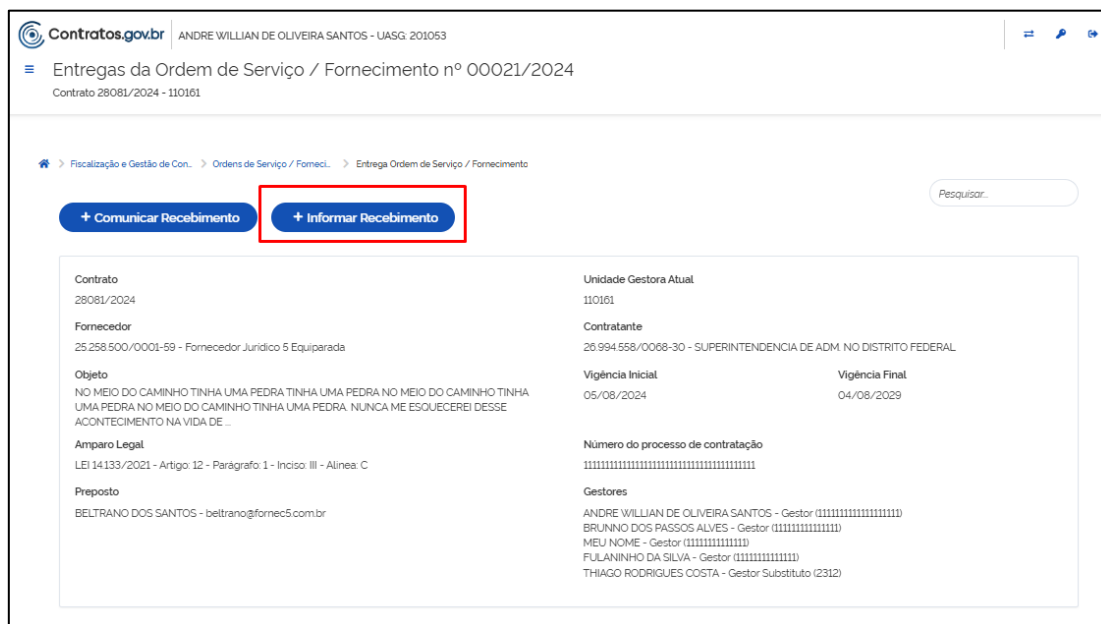 Contratos.gov.br ANDRE WILLIAN DE OLIVEIRA SANTOS - UASG: 201053
Entregas da Ordem de Serviço / Fornecimento nº 00021/2024
Contrato 28081/2024 - 110161
Fiscalização e Gestão de Con... > Ordens de Serviço / Forneci... > Entrega Ordem de Serviço / Fornecimento
Pesquisar...
+ Comunicar Recebimento + Informar Recebimento
Contrato
28081/2024
Unidade Gestora Atual
110161
Fornecedor
25.258.500/0001-59 - Fornecedor Jurídico 5 Equiparada
Contratante
26.994.558/0068-30 - SUPERINTENDENCIA DE ADM. NO DISTRITO FEDERAL
Objeto
NO MEIO DO CAMINHO TINHA UMA PEDRA TINHA UMA PEDRA NO MEIO DO CAMINHO TINHA
UMA PEDRA NO MEIO DO CAMINHO TINHA UMA PEDRA. NUNCA ME ESQUECEREI DESSE
ACONTECIMENTO NA VIDA DE ...
Vigência Inicial
05/08/2024
Vigência Final
04/08/2029
Amparo Legal
LEI 14.133/2021 - Artigo: 12 - Parágrafo: 1 - Inciso: III - Alinea: C
Número do processo de contratação
Preposto
BELTRANO DOS SANTOS - beltrano@fornec5.com.br
Gestores
ANDRE WILLIAN DE OLIVEIRA SANTOS - Gestor
BRUNNO DOS PASSOS ALVES - Gestor
MEU NOME - Gestor
FULANINHO DA SILVA - Gestor
THIAGO RODRIGUES COSTA - Gestor Substituto (2312)